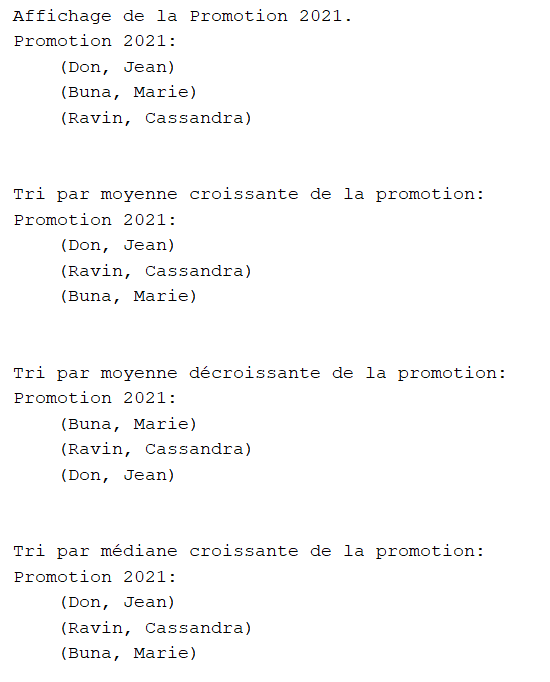 Affichage de la Promotion 2021.
Promotion 2021:
(Don, Jean)
(Buna, Marie)
(Ravin, Cassandra)
Tri par moyenne croissante de la promotion:
Promotion 2021:
(Don, Jean)
(Ravin, Cassandra)
(Buna, Marie)
Tri par moyenne décroissante de la promotion:
Promotion 2021:
(Buna, Marie)
(Ravin, Cassandra)
(Don, Jean)
Tri par médiane croissante de la promotion:
Promotion 2021:
(Don, Jean)
(Ravin, Cassandra)
(Buna, Marie)